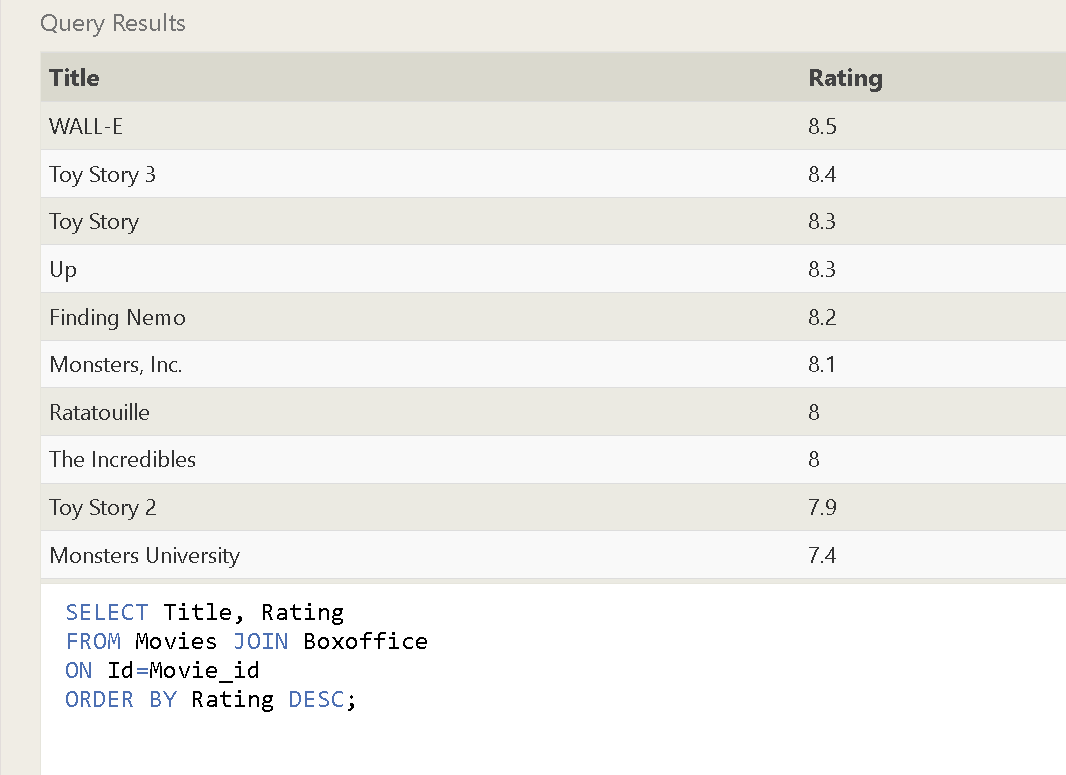 Query Results
Title Rating
WALL-E 8.5
Toy Story 3 8.4
Toy Story 8.3
Up 8.3
Finding Nemo 8.2
Monsters, Inc. 8.1
Ratatouille 8
The Incredibles 8
Toy Story 2 7.9
Monsters University 7.4
SELECT Title, Rating
FROM Movies JOIN Boxoffice
ON Id=Movie_id
ORDER BY Rating DESC;